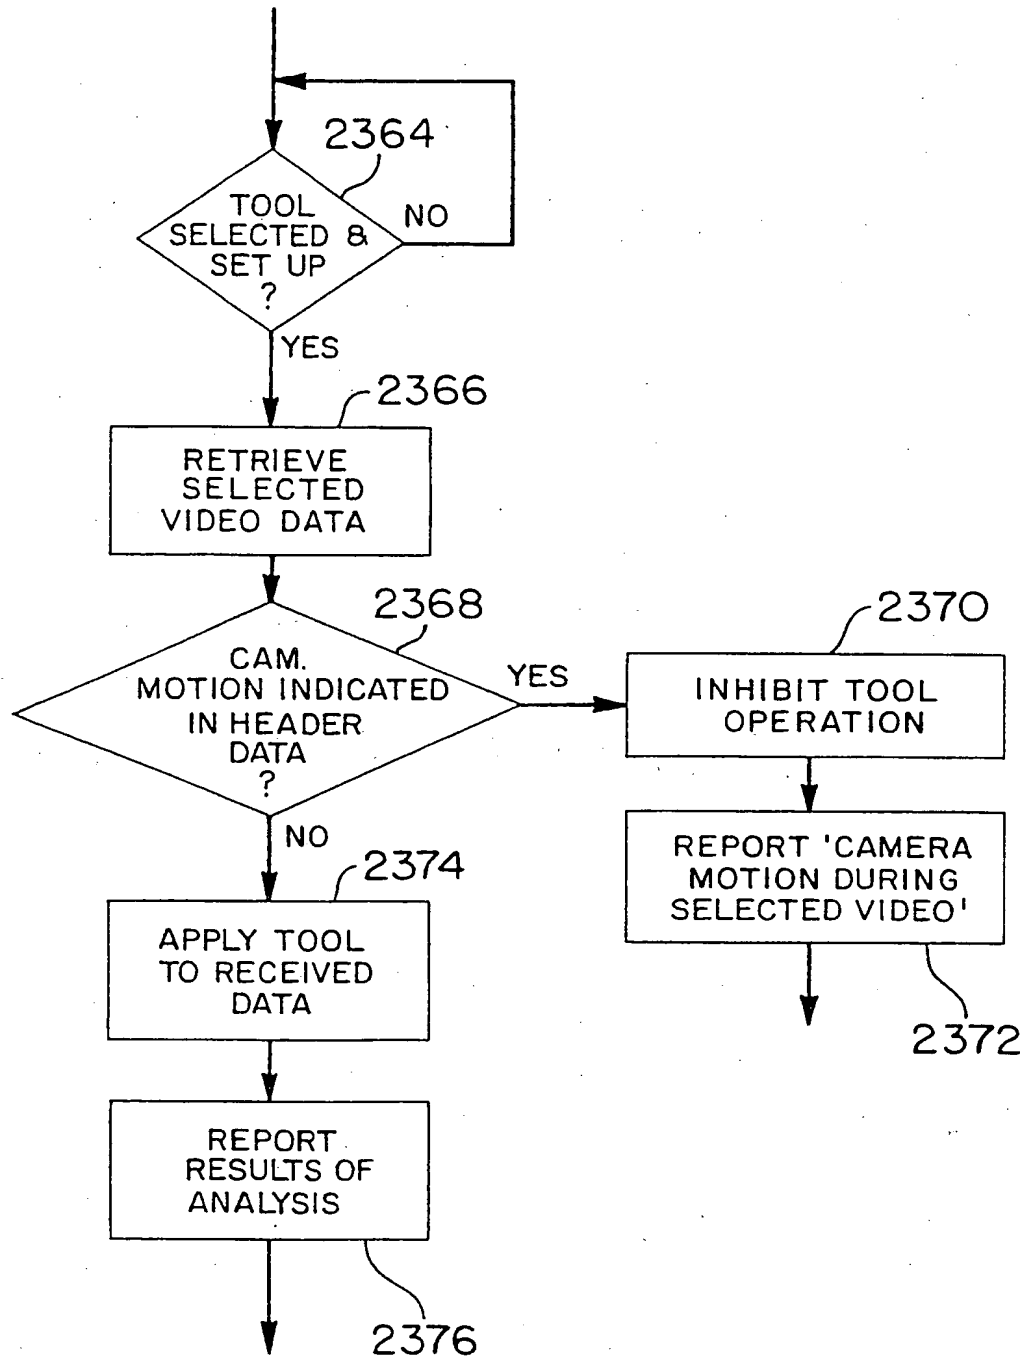 2364
TOOL
SELECTED &
SET UP
?
NO
YES
2366
RETRIEVE
SELECTED
VIDEO DATA
2368
CAM.
MOTION INDICATED
IN HEADER
DATA
?
YES
2370
INHIBIT TOOL
OPERATION
NO
REPORT 'CAMERA
MOTION DURING
SELECTED VIDEO'
2372
2374
APPLY TOOL
TO RECEIVED
DATA
REPORT
RESULTS OF
ANALYSIS
2376